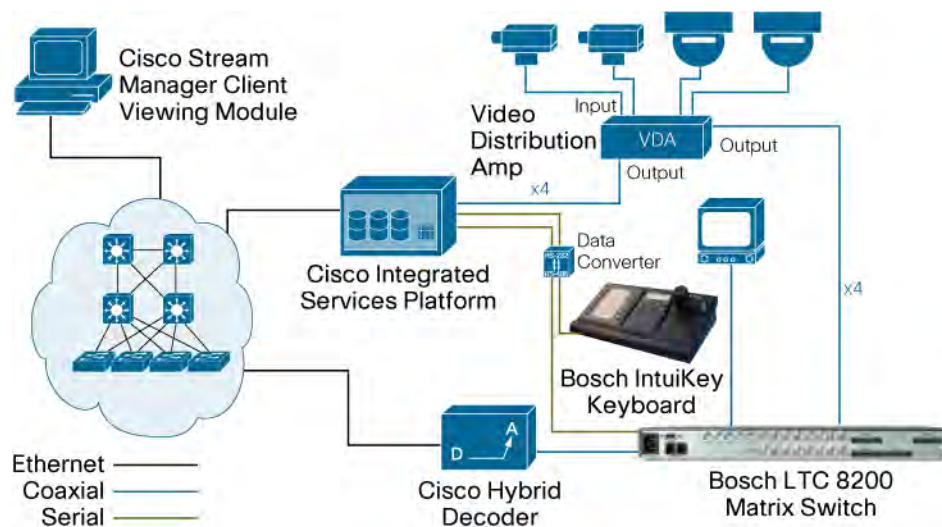 Cisco Stream
Manager Client
Viewing Module
Input
Video
Distribution
Amp
VDA
Output
Output
x4
Data
Converter
Cisco Integrated
Services Platform
x4
Bosch IntuiKey
Keyboard
A
D
Ethernet
Coaxial
Serial
Cisco Hybrid
Decoder
Bosch LTC 8200
Matrix Switch